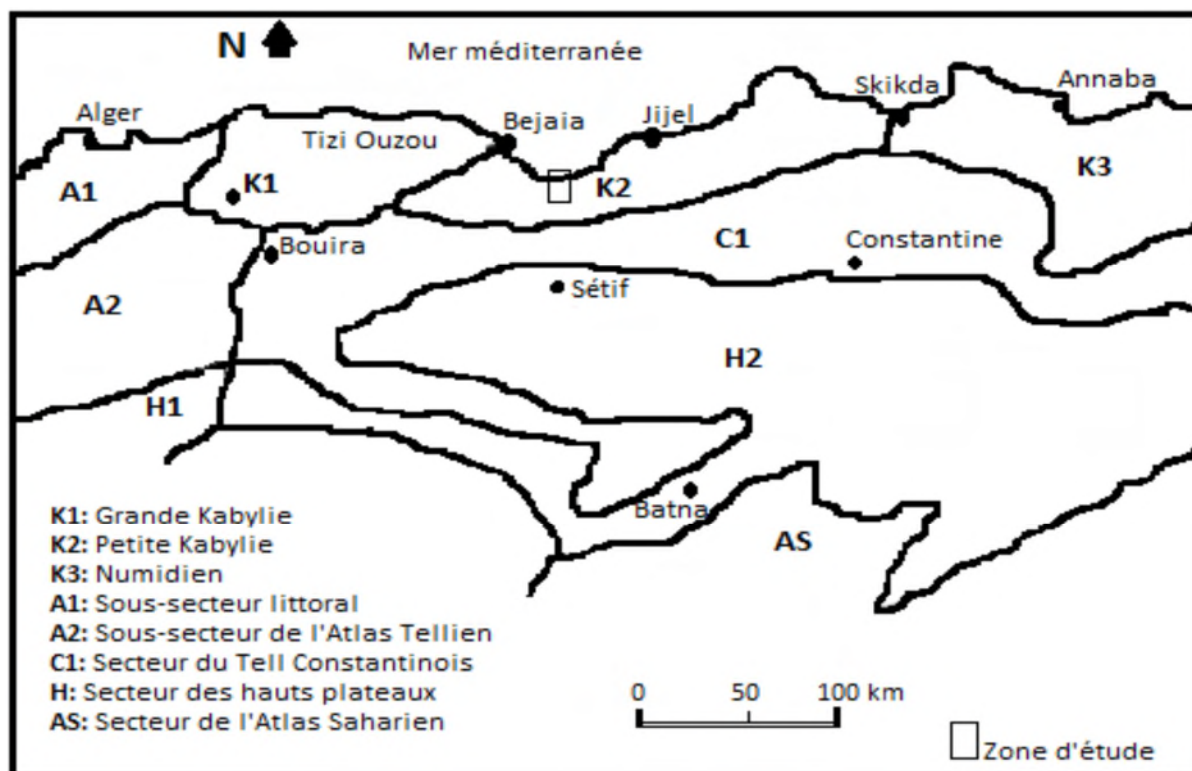 N
Mer méditerranée
Alger
Skikda
Annaba
Tizi Ouzou
Bejaia
Jijel
A1
K1
K2
K3
Bouira
C1
Constantine
A2
Sétif
H2
H1
Batna
AS
K1: Grande Kabylie
K2: Petite Kabylie
K3: Numidien
A1: Sous-secteur littoral
A2: Sous-secteur de l'Atlas Tellien
C1: Secteur du Tell Constantinois
H: Secteur des hauts plateaux
AS: Secteur de l'Atlas Saharien
0 50 100 km
Zone d'étude